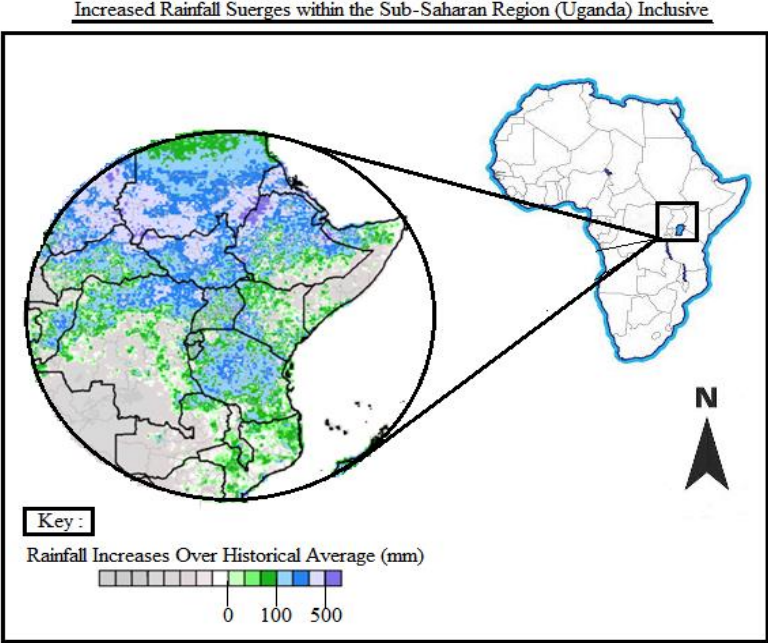 Increased Rainfall Suerges within the Sub-Saharan Region (Uganda) Inclusive
N
Key :
Rainfall Increases Over Historical Average (mm)
0 100 500